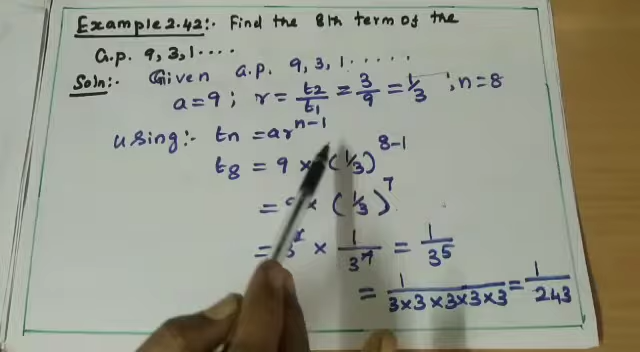 Example 2.42:- Find the 8th term of the
G.p. 9, 3, 1 ....
Soln:- Given G.p. 9, 3, 1 .....
a = 9 ; r = t2/t1 = 3/9 = 1/3 , n = 8
using:- tn = ar^n-1
t8 = 9 × (1/3)^8-1
= × (1/3)^7
= × 1/3^7 = 1/3^5
= 1/3×3×3×3×3 = 1/243